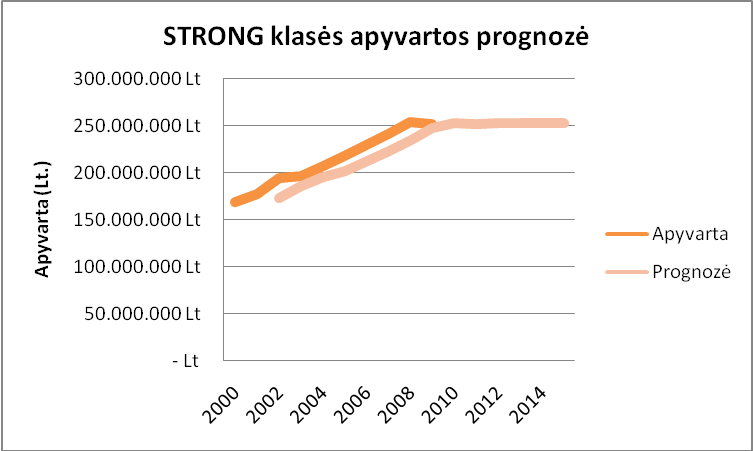 STRONG klasės apyvartos prognozė
300.000.000 Lt
250.000.000 Lt
200.000.000 Lt
150.000.000 Lt
100.000.000 Lt
50.000.000 Lt
- Lt
Apyvarta (Lt.)
2000 2002 2004 2006 2008 2010 2012 2014
Apyvarta
Prognozė